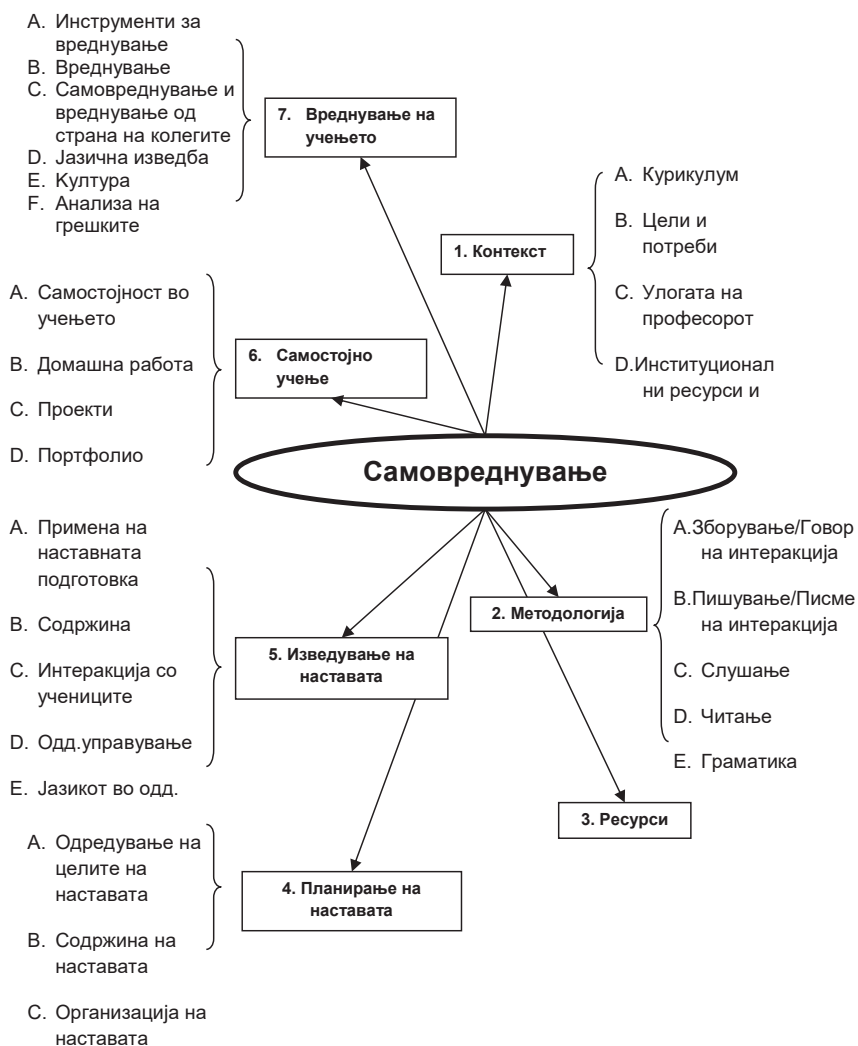 A. Инструменти за
вреднување
B. Вреднување
C. Самовреднување и
вреднување од
страна на колегите
D. Јазична изведба
E. Култура
F. Анализа на
грешките
7. Вреднување на
учењето
1. Контекст
A. Курикулум
B. Цели и
потреби
C. Улогата на
професорот
D.Институционал
ни ресурси и
A. Самостојност во
учењето
B. Домашна работа
C. Проекти
D. Портфолио
6. Самостојно
учење
Самовреднување
A. Примена на
наставната
подготовка
B. Содржина
C. Интеракција со
учениците
D. Одд.управување
E. Јазикот во одд.
5. Изведување на
наставата
2. Методологија
A.Зборување/Говор
на интеракција
B.Пишување/Писме
на интеракција
C. Слушање
D. Читање
E. Граматика
3. Ресурси
A. Одредување на
целите на
наставата
B. Содржина на
наставата
C. Организација на
наставата
4. Планирање на
наставата